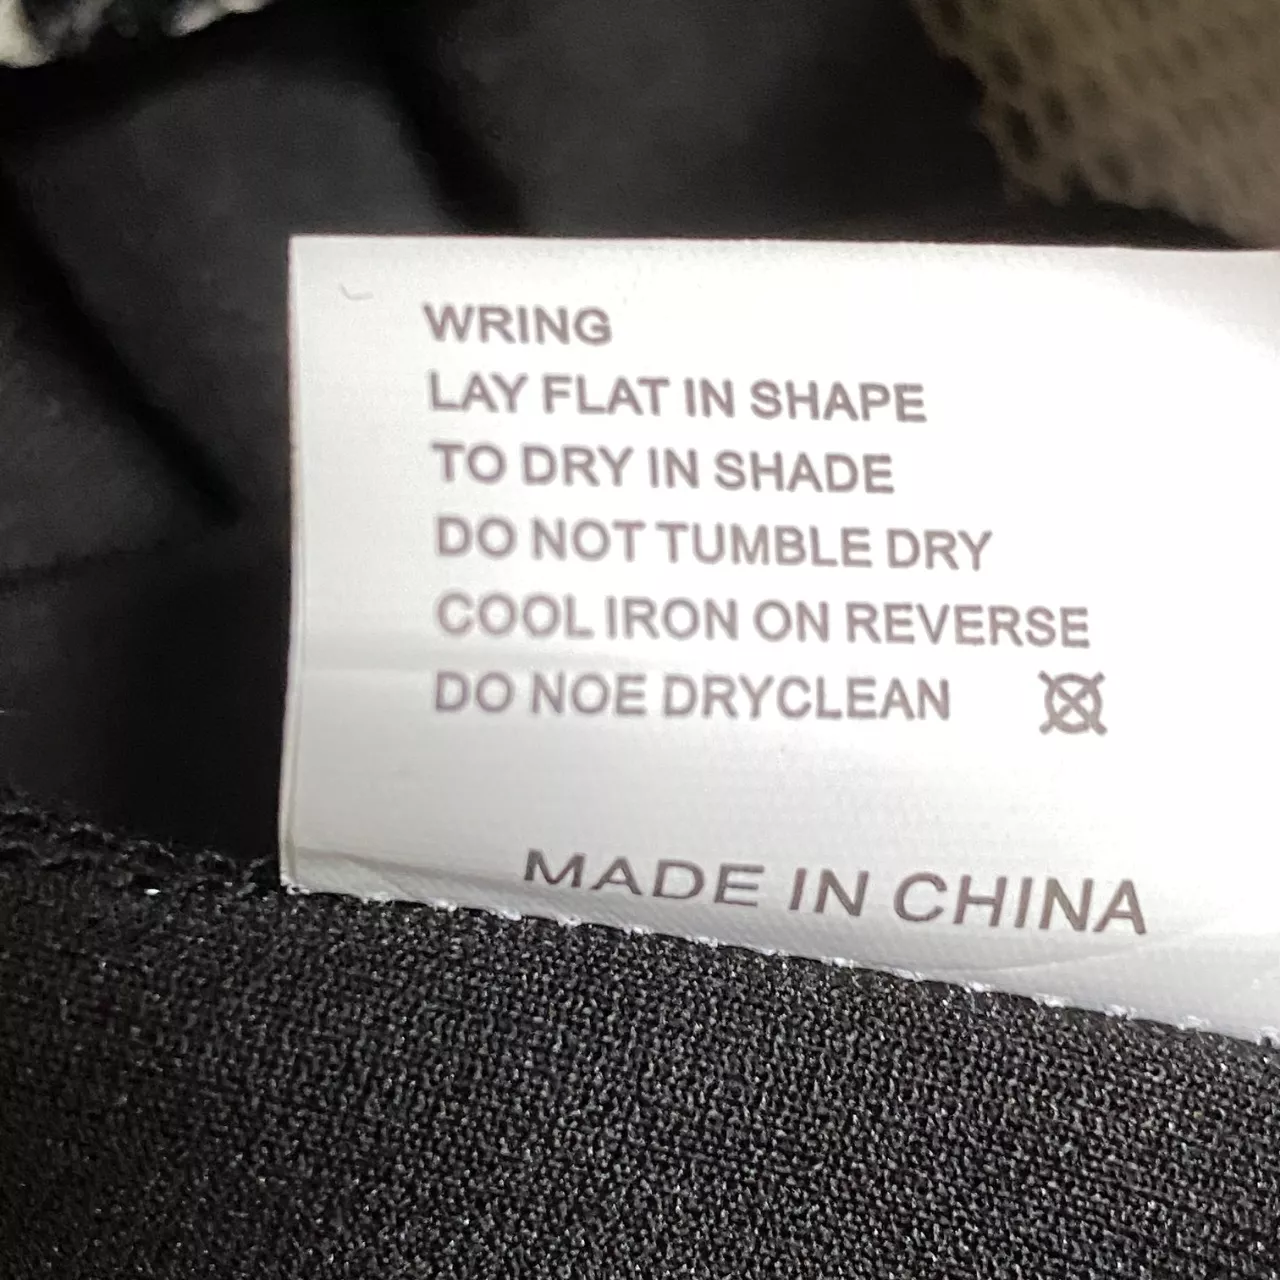 WRING
LAY FLAT IN SHAPE
TO DRY IN SHADE
DO NOT TUMBLE DRY
COOL IRON ON REVERSE
DO NOE DRYCLEAN
MADE IN CHINA